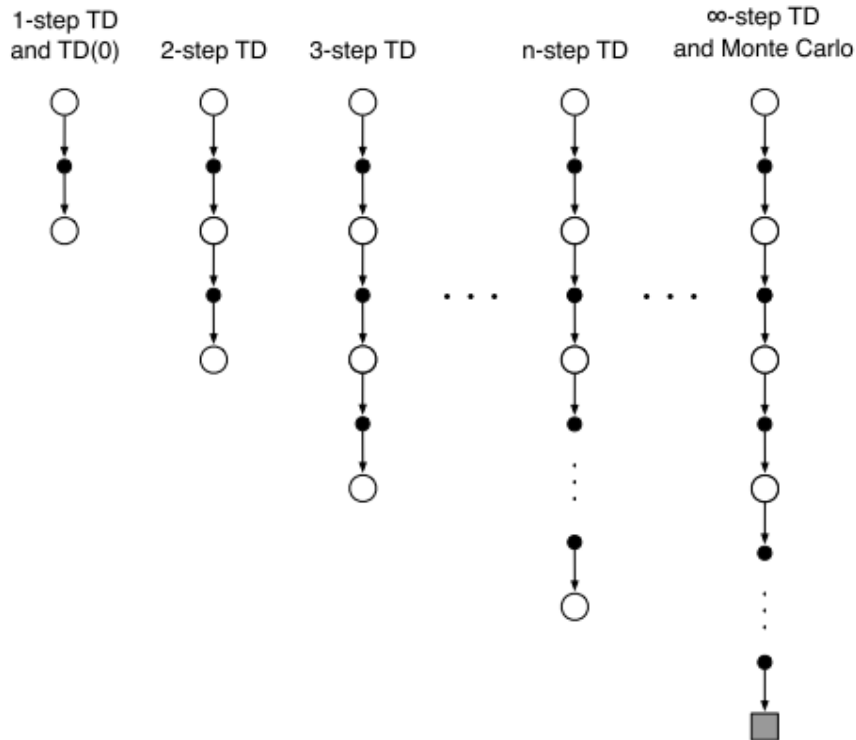 1-step TD
and TD(0)
2-step TD
3-step TD
n-step TD
∞-step TD
and Monte Carlo